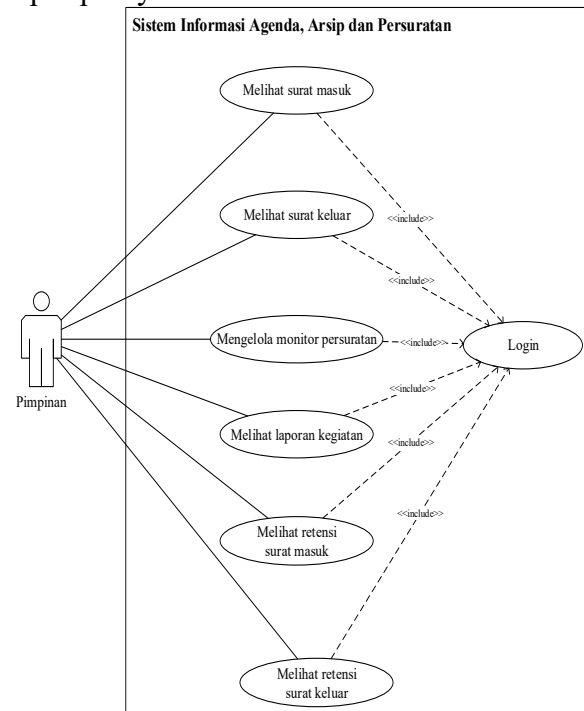 Sistem Informasi Agenda, Arsip dan Persuratan
Melihat surat masuk
<<include>>
Melihat surat keluar
<<include>>
Mengelola monitor persuratan
<<include>>
Login
Pimpinan
<<include>>
Melihat laporan kegiatan
<<include>>
Melihat retensi
surat masuk
<<include>>
Melihat retensi
surat keluar